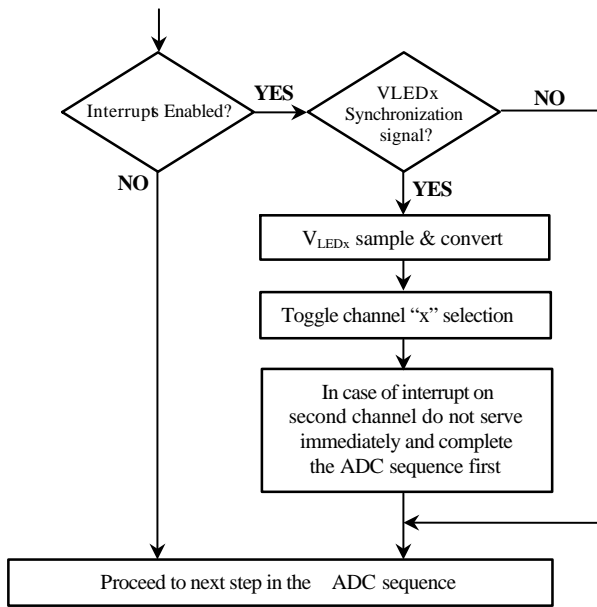 Interrupts Enabled?
YES
VLEDx
Synchronization
signal?
NO
NO
YES
VLEDx sample & convert
Toggle channel “x” selection
In case of interrupt on
second channel do not serve
immediately and complete
the ADC sequence first
Proceed to next step in the ADC sequence